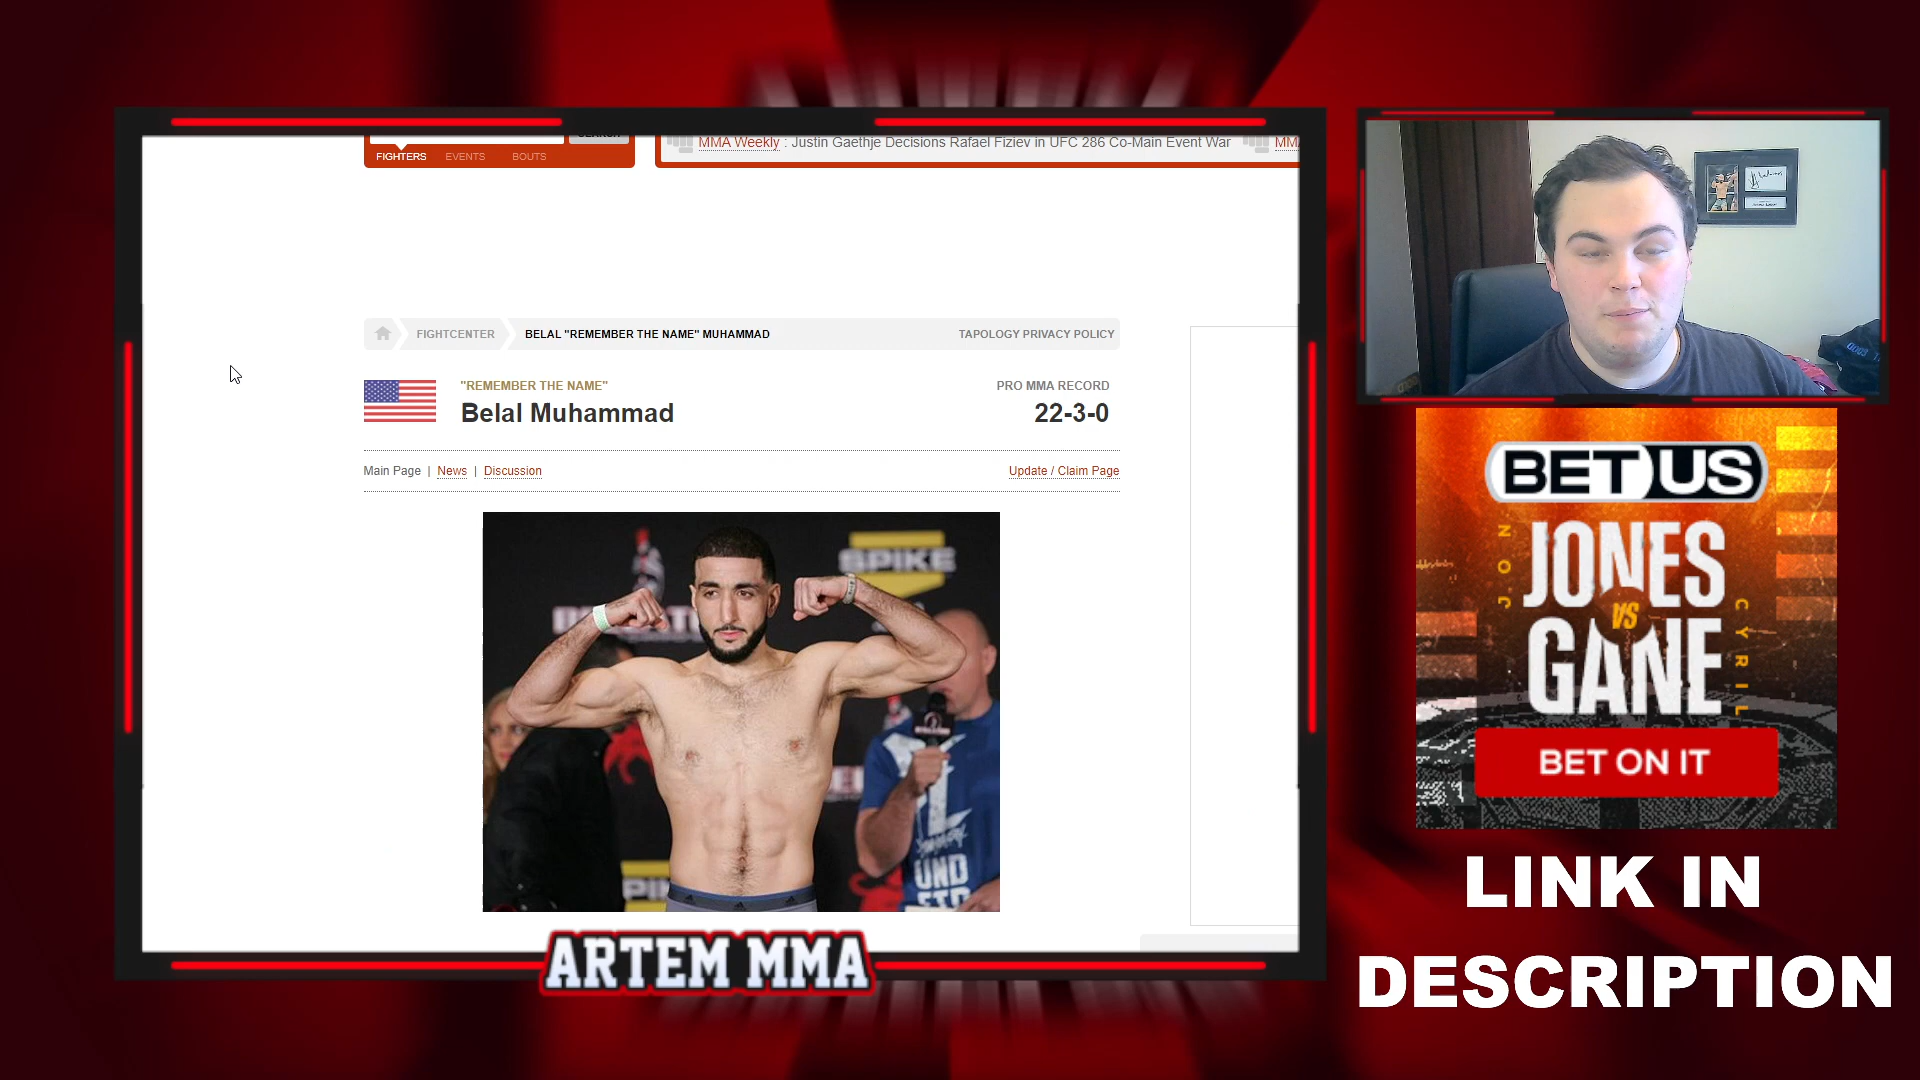 SEARCH
FIGHTERS EVENTS BOUTS
MMA Weekly : Justin Gaethje Decisions Rafael Fiziev in UFC 286 Co-Main Event War
FIGHTCENTER
BELAL "REMEMBER THE NAME" MUHAMMAD
TAPOLOGY PRIVACY POLICY
"REMEMBER THE NAME"
Belal Muhammad
PRO MMA RECORD
22-3-0
Main Page | News | Discussion
Update / Claim Page
SPIKE
UND
ARTEM MMA
BETUS
JON
JONES
VS
CYRIL
GANE
BET ON IT
LINK IN
DESCRIPTION